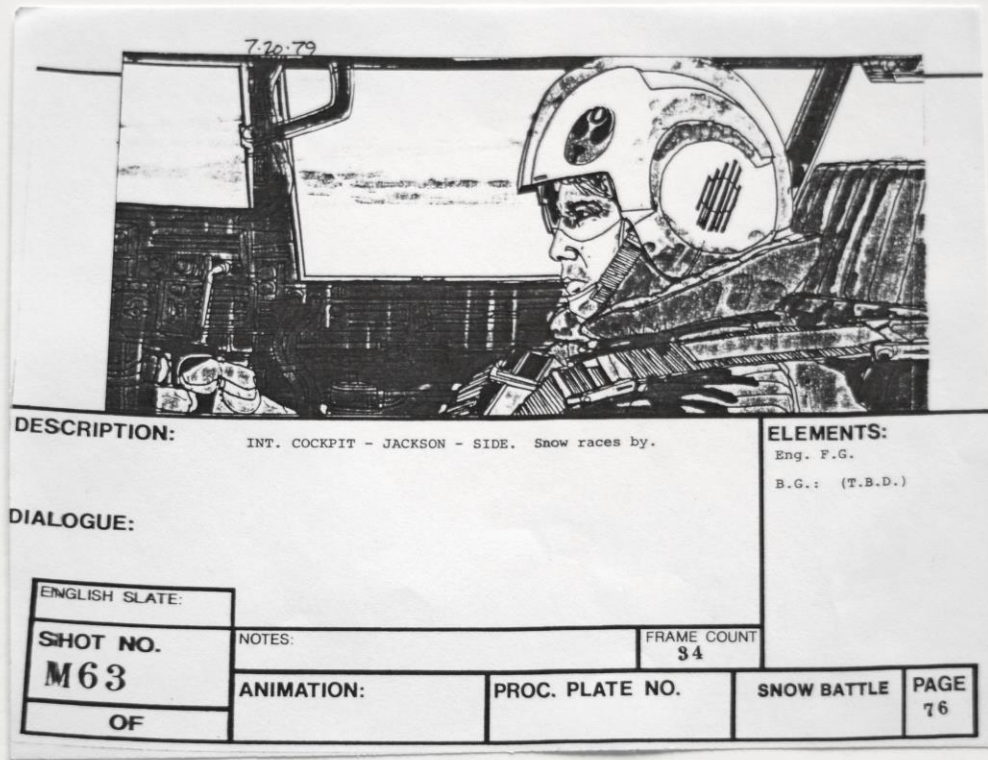 7·20·79
DESCRIPTION:
INT. COCKPIT - JACKSON - SIDE. Snow races by.
ELEMENTS:
Eng. F.G.
B.G.: (T.B.D.)
DIALOGUE:
ENGLISH SLATE:
SHOT NO.
M63
OF
NOTES:
FRAME COUNT
34
ANIMATION:
PROC. PLATE NO.
SNOW BATTLE
PAGE
76